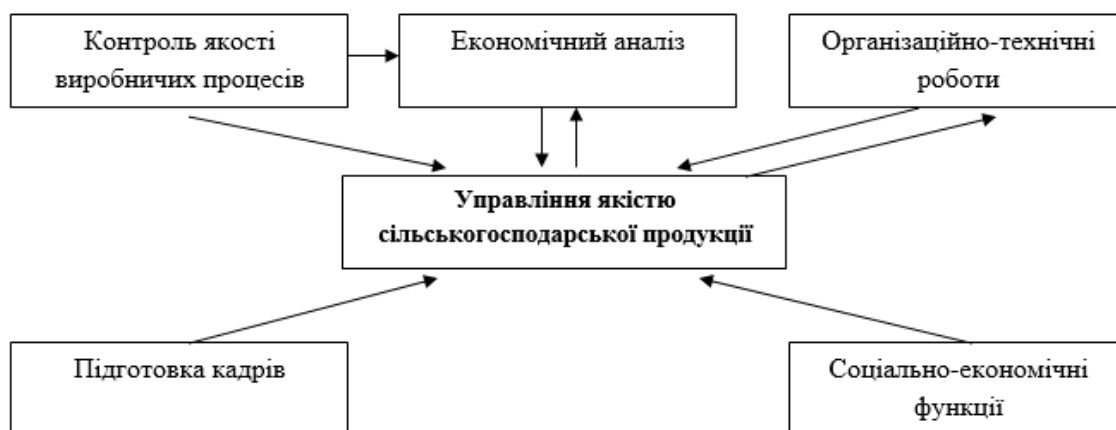 Контроль якості
виробничих процесів
Економічний аналіз
Організаційно-технічні
роботи
Управління якістю
сільськогосподарської продукції
Підготовка кадрів
Соціально-економічні
функції